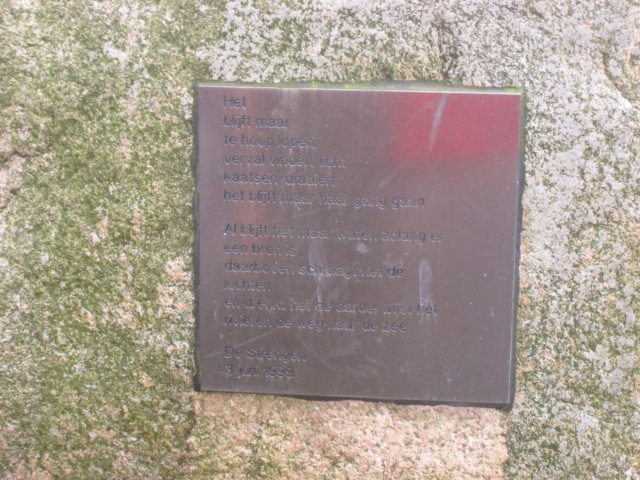 Het
blijft maar
te hoop lopen
verval vinden, licht
kaatsen, dralen,
het blijft maar haar gang gaan
Al blijft het maar water, zolang er
een bron is
daarboven schraagt het de
luchten
en drenkt het de aarde, wijst het
rivieren de weg naar de zee
De Strengen
3 juni 1999